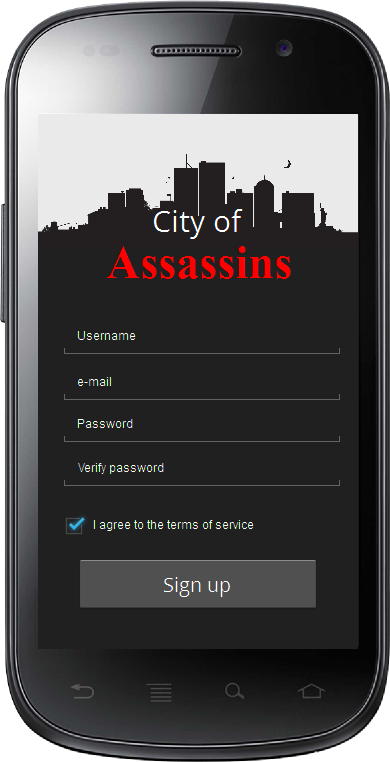 City of
Assassins
Username
e-mail
Password
Verify password
I agree to the terms of service
Sign up